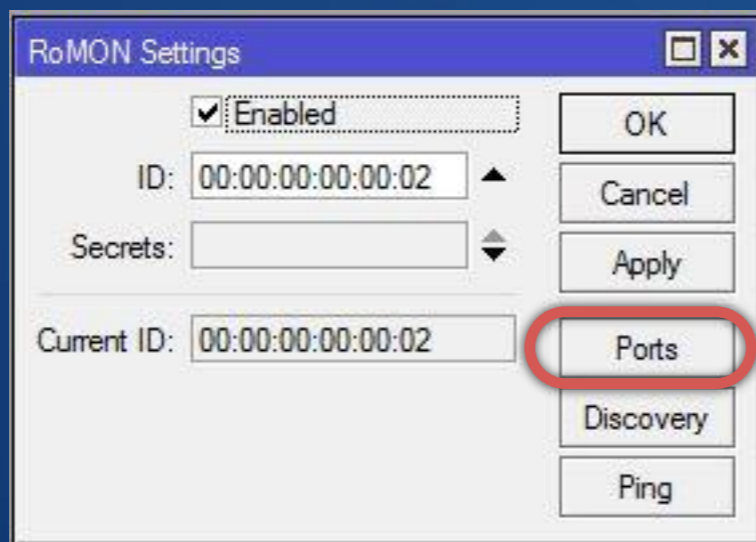 RoMON Settings
Enabled
OK
ID: 00:00:00:00:00:02
Cancel
Secrets:
Apply
Current ID: 00:00:00:00:00:02
Ports
Discovery
Ping